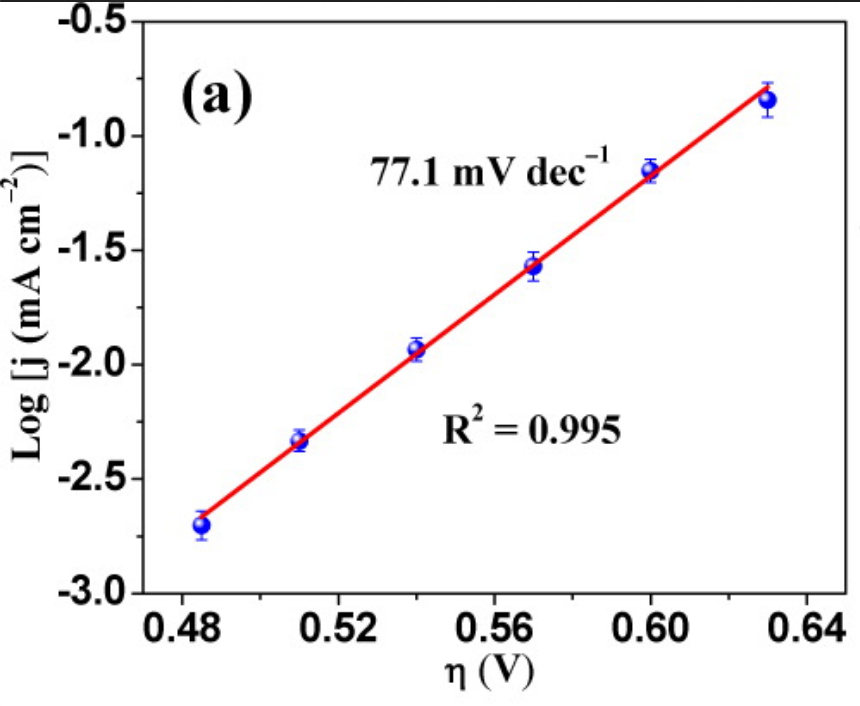 -0.5
(a)
-1.0
77.1 mV dec⁻¹
-1.5
Log [j (mA cm⁻²)]
-2.0
R² = 0.995
-2.5
-3.0
0.48 0.52 0.56 0.60 0.64
η (V)